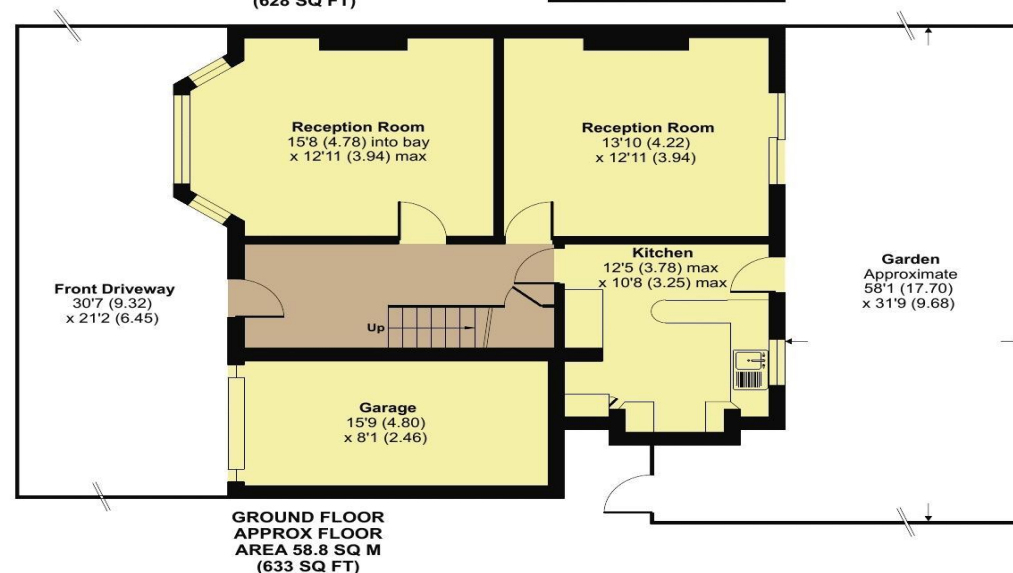 (628 SQ FT)
Reception Room
15'8 (4.78) into bay
x 12'11 (3.94) max
Reception Room
13'10 (4.22)
x 12'11 (3.94)
Front Driveway
30'7 (9.32)
x 21'2 (6.45)
Kitchen
12'5 (3.78) max
x 10'8 (3.25) max
Garden
Approximate
58'1 (17.70)
x 31'9 (9.68)
Up
Garage
15'9 (4.80)
x 8'1 (2.46)
GROUND FLOOR
APPROX FLOOR
AREA 58.8 SQ M
(633 SQ FT)